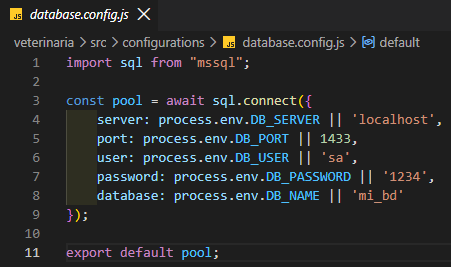 JS database.config.js ×
veterinaria > src > configurations > JS database.config.js > default
1 import sql from "mssql";
2
3 const pool = await sql.connect({
4 server: process.env.DB_SERVER || 'localhost',
5 port: process.env.DB_PORT || 1433,
6 user: process.env.DB_USER || 'sa',
7 password: process.env.DB_PASSWORD || '1234',
8 database: process.env.DB_NAME || 'mi_bd'
9 });
10
11 export default pool;